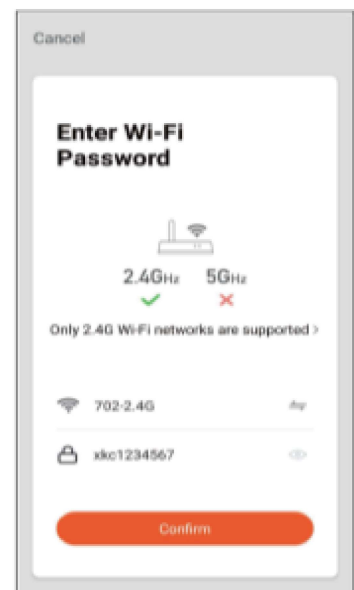 Cancel
Enter Wi-Fi
Password
2.4GHz 5GHz
Only 2.4G Wi-Fi networks are supported >
702-2.4G
xkc1234567
Confirm